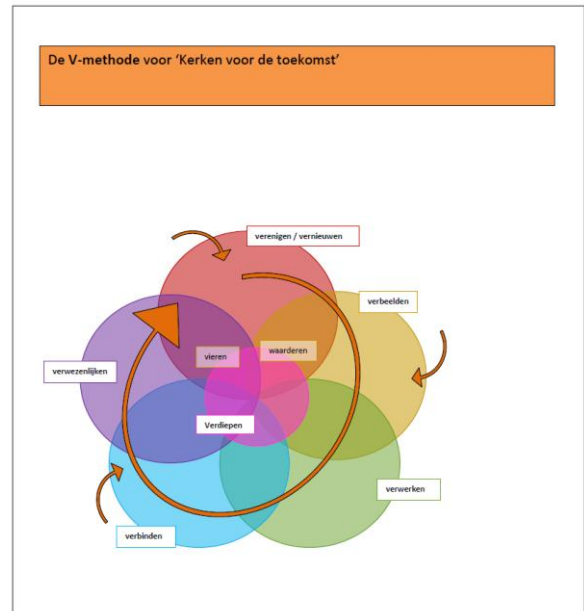 De V-methode voor ‘Kerken voor de toekomst’
verenigen / vernieuwen
verbeelden
vieren
waarderen
verwezenlijken
Verdiepen
verwerken
verbinden